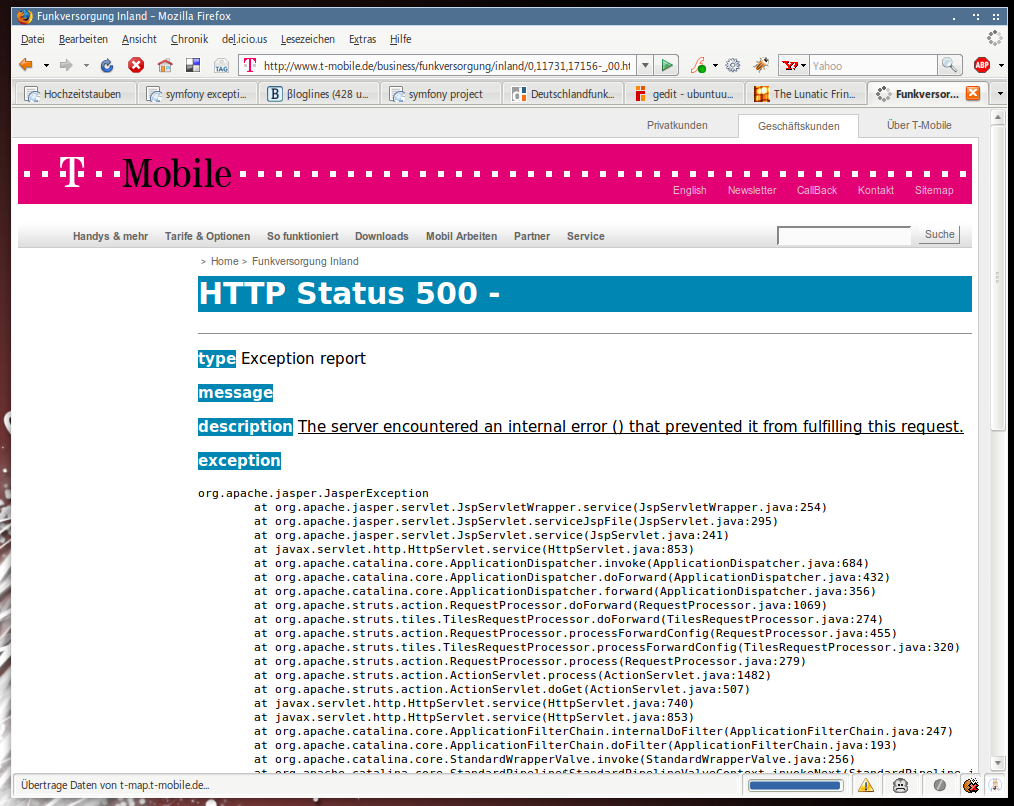 Funkversorgung Inland - Mozilla Firefox
Datei Bearbeiten Ansicht Chronik del.icio.us Lesezeichen Extras Hilfe
TAG T http://www.t-mobile.de/business/funkversorgung/inland/0,11731,17156-_,00.ht Y! Yahoo ABP
Hochzeitstauben symfony excepti... B βloglines (428 u... symfony project Deutschlandfunk... gedit - ubuntuu... The Lunatic Frin... Funkversor...
Privatkunden Geschäftskunden Über T-Mobile
T Mobile
English Newsletter CallBack Kontakt Sitemap
Handys & mehr Tarife & Optionen So funktioniert Downloads Mobil Arbeiten Partner Service Suche
> Home > Funkversorgung Inland
HTTP Status 500 -
type Exception report
message
description The server encountered an internal error () that prevented it from fulfilling this request.
exception
org.apache.jasper.JasperException
at org.apache.jasper.servlet.JspServletWrapper.service(JspServletWrapper.java:254)
at org.apache.jasper.servlet.JspServlet.serviceJspFile(JspServlet.java:295)
at org.apache.jasper.servlet.JspServlet.service(JspServlet.java:241)
at javax.servlet.http.HttpServlet.service(HttpServlet.java:853)
at org.apache.catalina.core.ApplicationDispatcher.invoke(ApplicationDispatcher.java:684)
at org.apache.catalina.core.ApplicationDispatcher.doForward(ApplicationDispatcher.java:432)
at org.apache.catalina.core.ApplicationDispatcher.forward(ApplicationDispatcher.java:356)
at org.apache.struts.action.RequestProcessor.doForward(RequestProcessor.java:1069)
at org.apache.struts.tiles.TilesRequestProcessor.doForward(TilesRequestProcessor.java:274)
at org.apache.struts.action.RequestProcessor.processForwardConfig(RequestProcessor.java:455)
at org.apache.struts.tiles.TilesRequestProcessor.processForwardConfig(TilesRequestProcessor.java:320)
at org.apache.struts.action.RequestProcessor.process(RequestProcessor.java:279)
at org.apache.struts.action.ActionServlet.process(ActionServlet.java:1482)
at org.apache.struts.action.ActionServlet.doGet(ActionServlet.java:507)
at javax.servlet.http.HttpServlet.service(HttpServlet.java:740)
at javax.servlet.http.HttpServlet.service(HttpServlet.java:853)
at org.apache.catalina.core.ApplicationFilterChain.internalDoFilter(ApplicationFilterChain.java:247)
at org.apache.catalina.core.ApplicationFilterChain.doFilter(ApplicationFilterChain.java:193)
at org.apache.catalina.core.StandardWrapperValve.invoke(StandardWrapperValve.java:256)
at org.apache.catalina.core.StandardPipeline$StandardPipelineValveContext.invokeNext(StandardPipeline.j
Übertrage Daten von t-map.t-mobile.de...